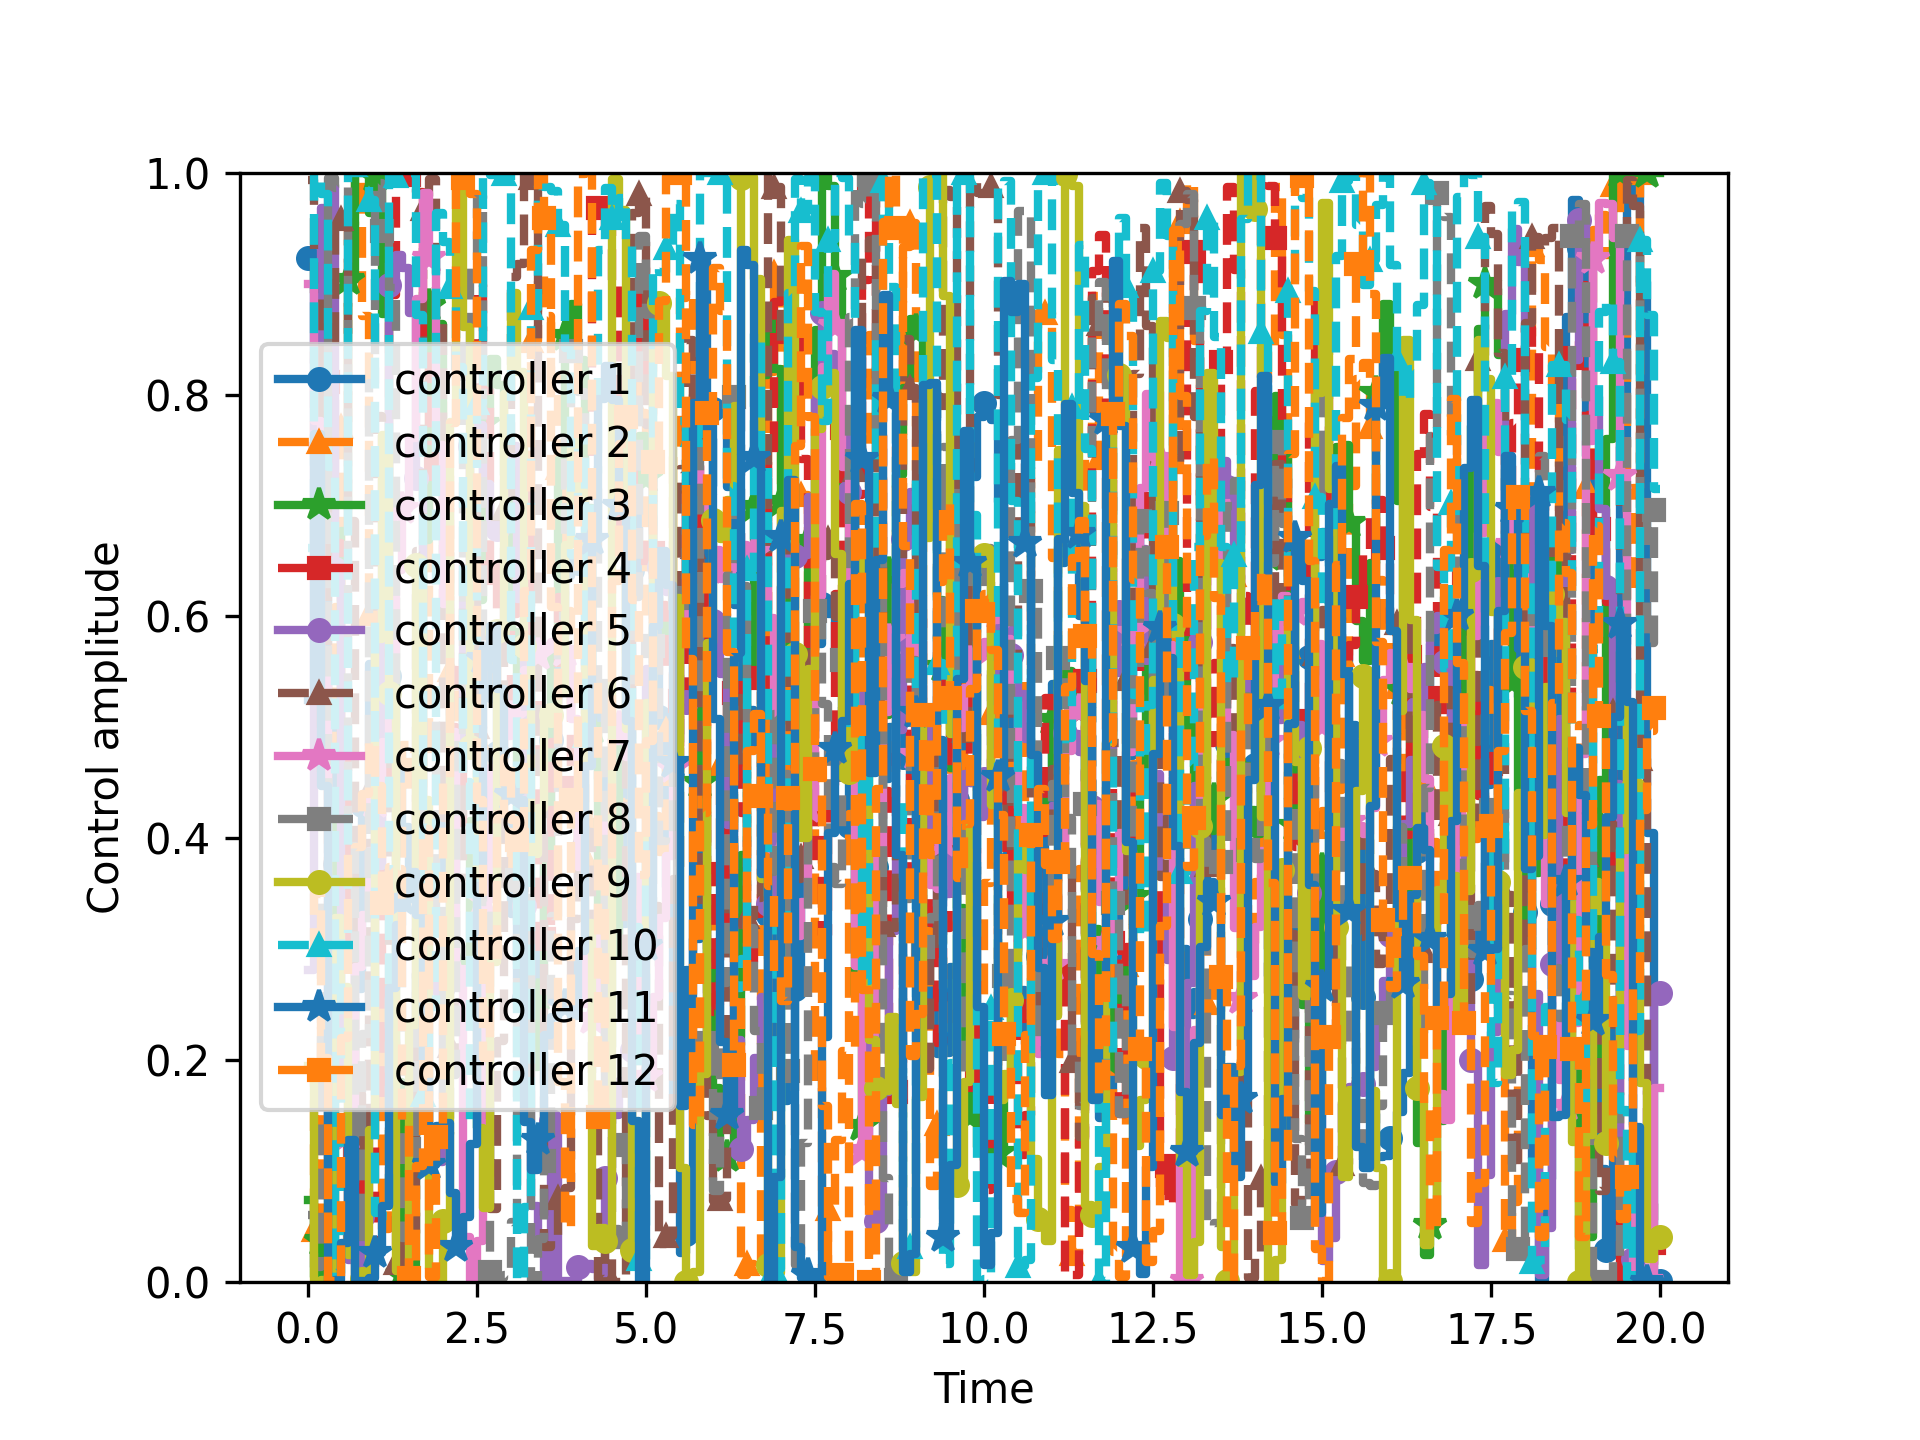 1.0
0.8
0.6
0.4
0.2
0.0
Control amplitude
controller 1
controller 2
controller 3
controller 4
controller 5
controller 6
controller 7
controller 8
controller 9
controller 10
controller 11
controller 12
0.0 2.5 5.0 7.5 10.0 12.5 15.0 17.5 20.0
Time